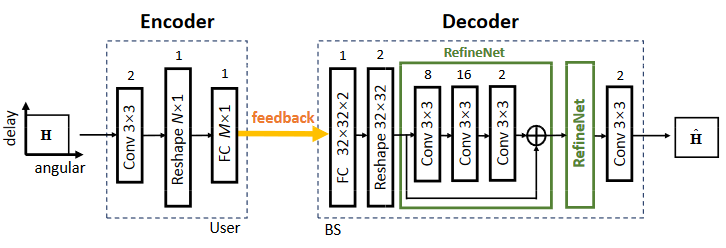 Encoder
Decoder
RefineNet
2
1
1
1
2
8
16
2
2
delay
H
angular
Conv 3×3
Reshape N×1
FC M×1
feedback
FC 32×32×2
Reshape 32×32
Conv 3×3
Conv 3×3
Conv 3×3
RefineNet
Conv 3×3
Ĥ
User
BS